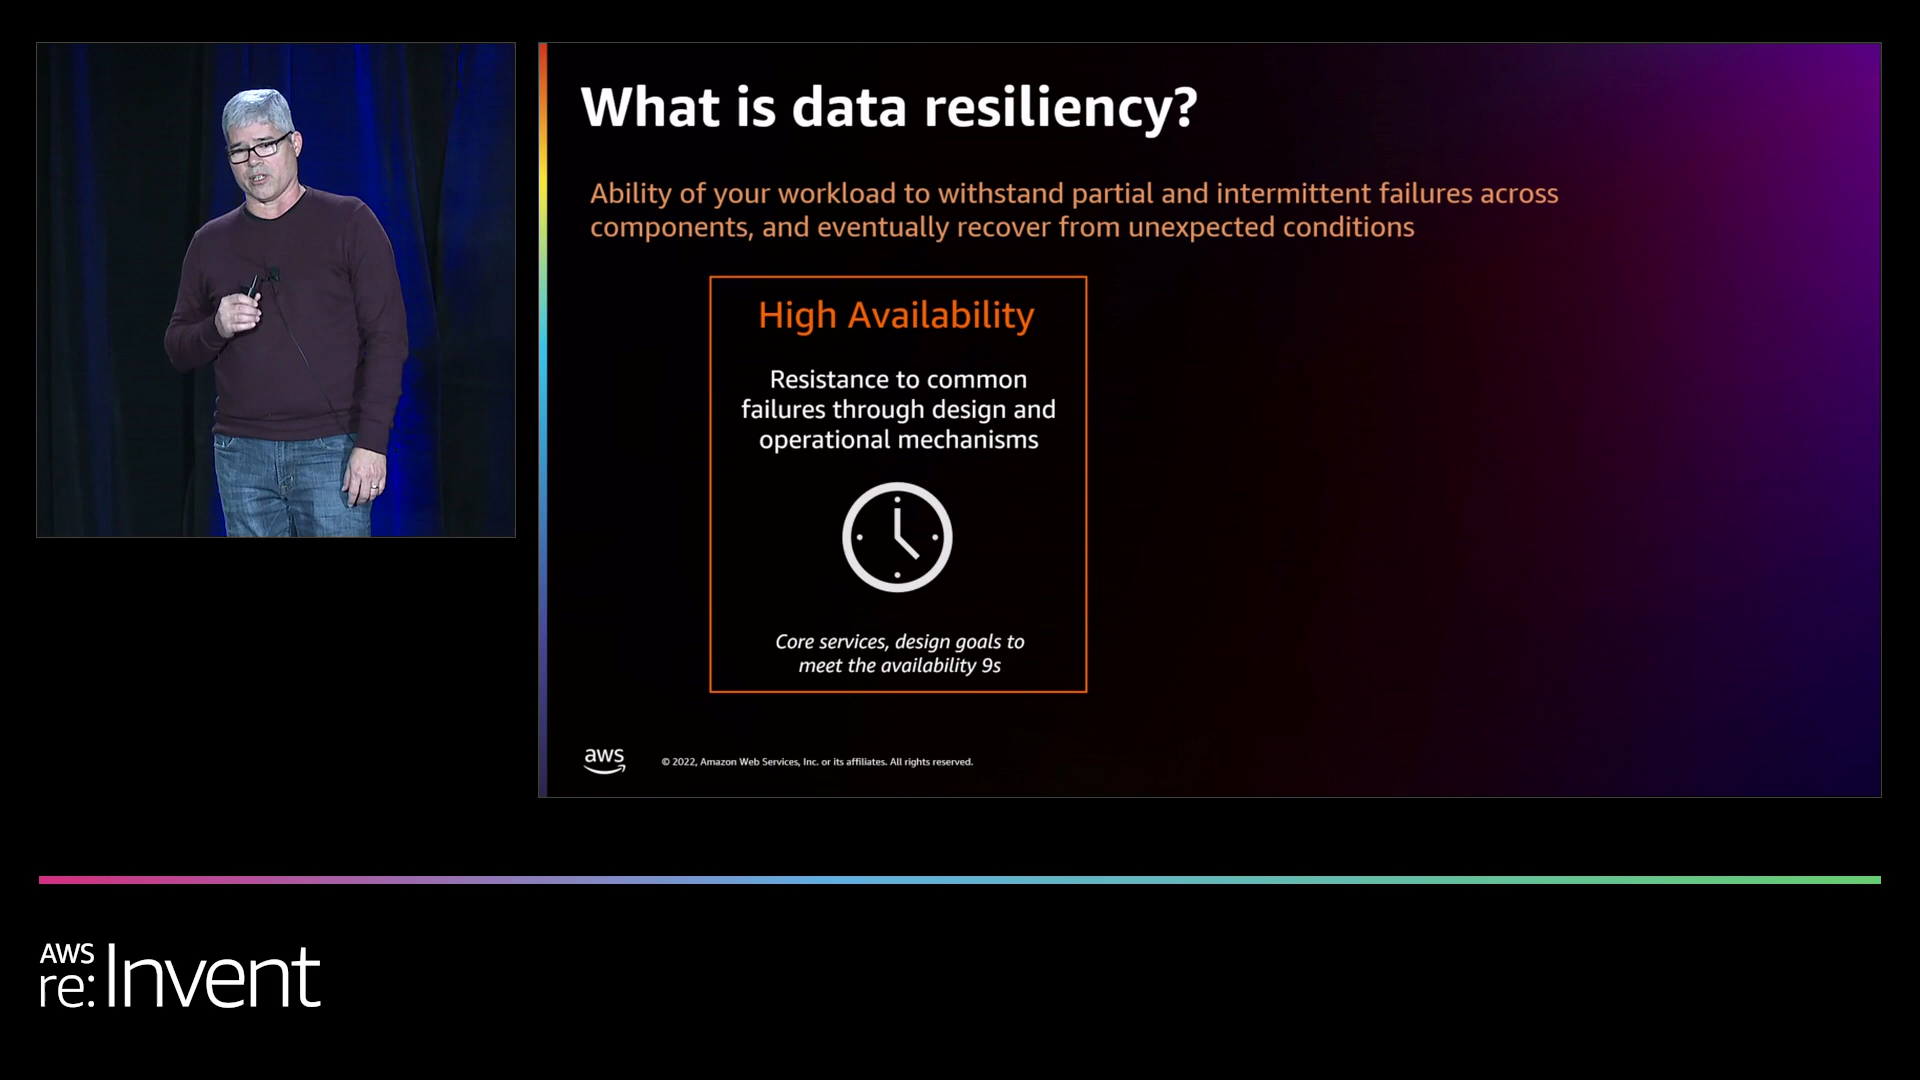 What is data resiliency?
Ability of your workload to withstand partial and intermittent failures across
components, and eventually recover from unexpected conditions
High Availability
Resistance to common
failures through design and
operational mechanisms
Core services, design goals to
meet the availability 9s
aws
© 2022, Amazon Web Services, Inc. or its affiliates. All rights reserved.
AWS
re:Invent